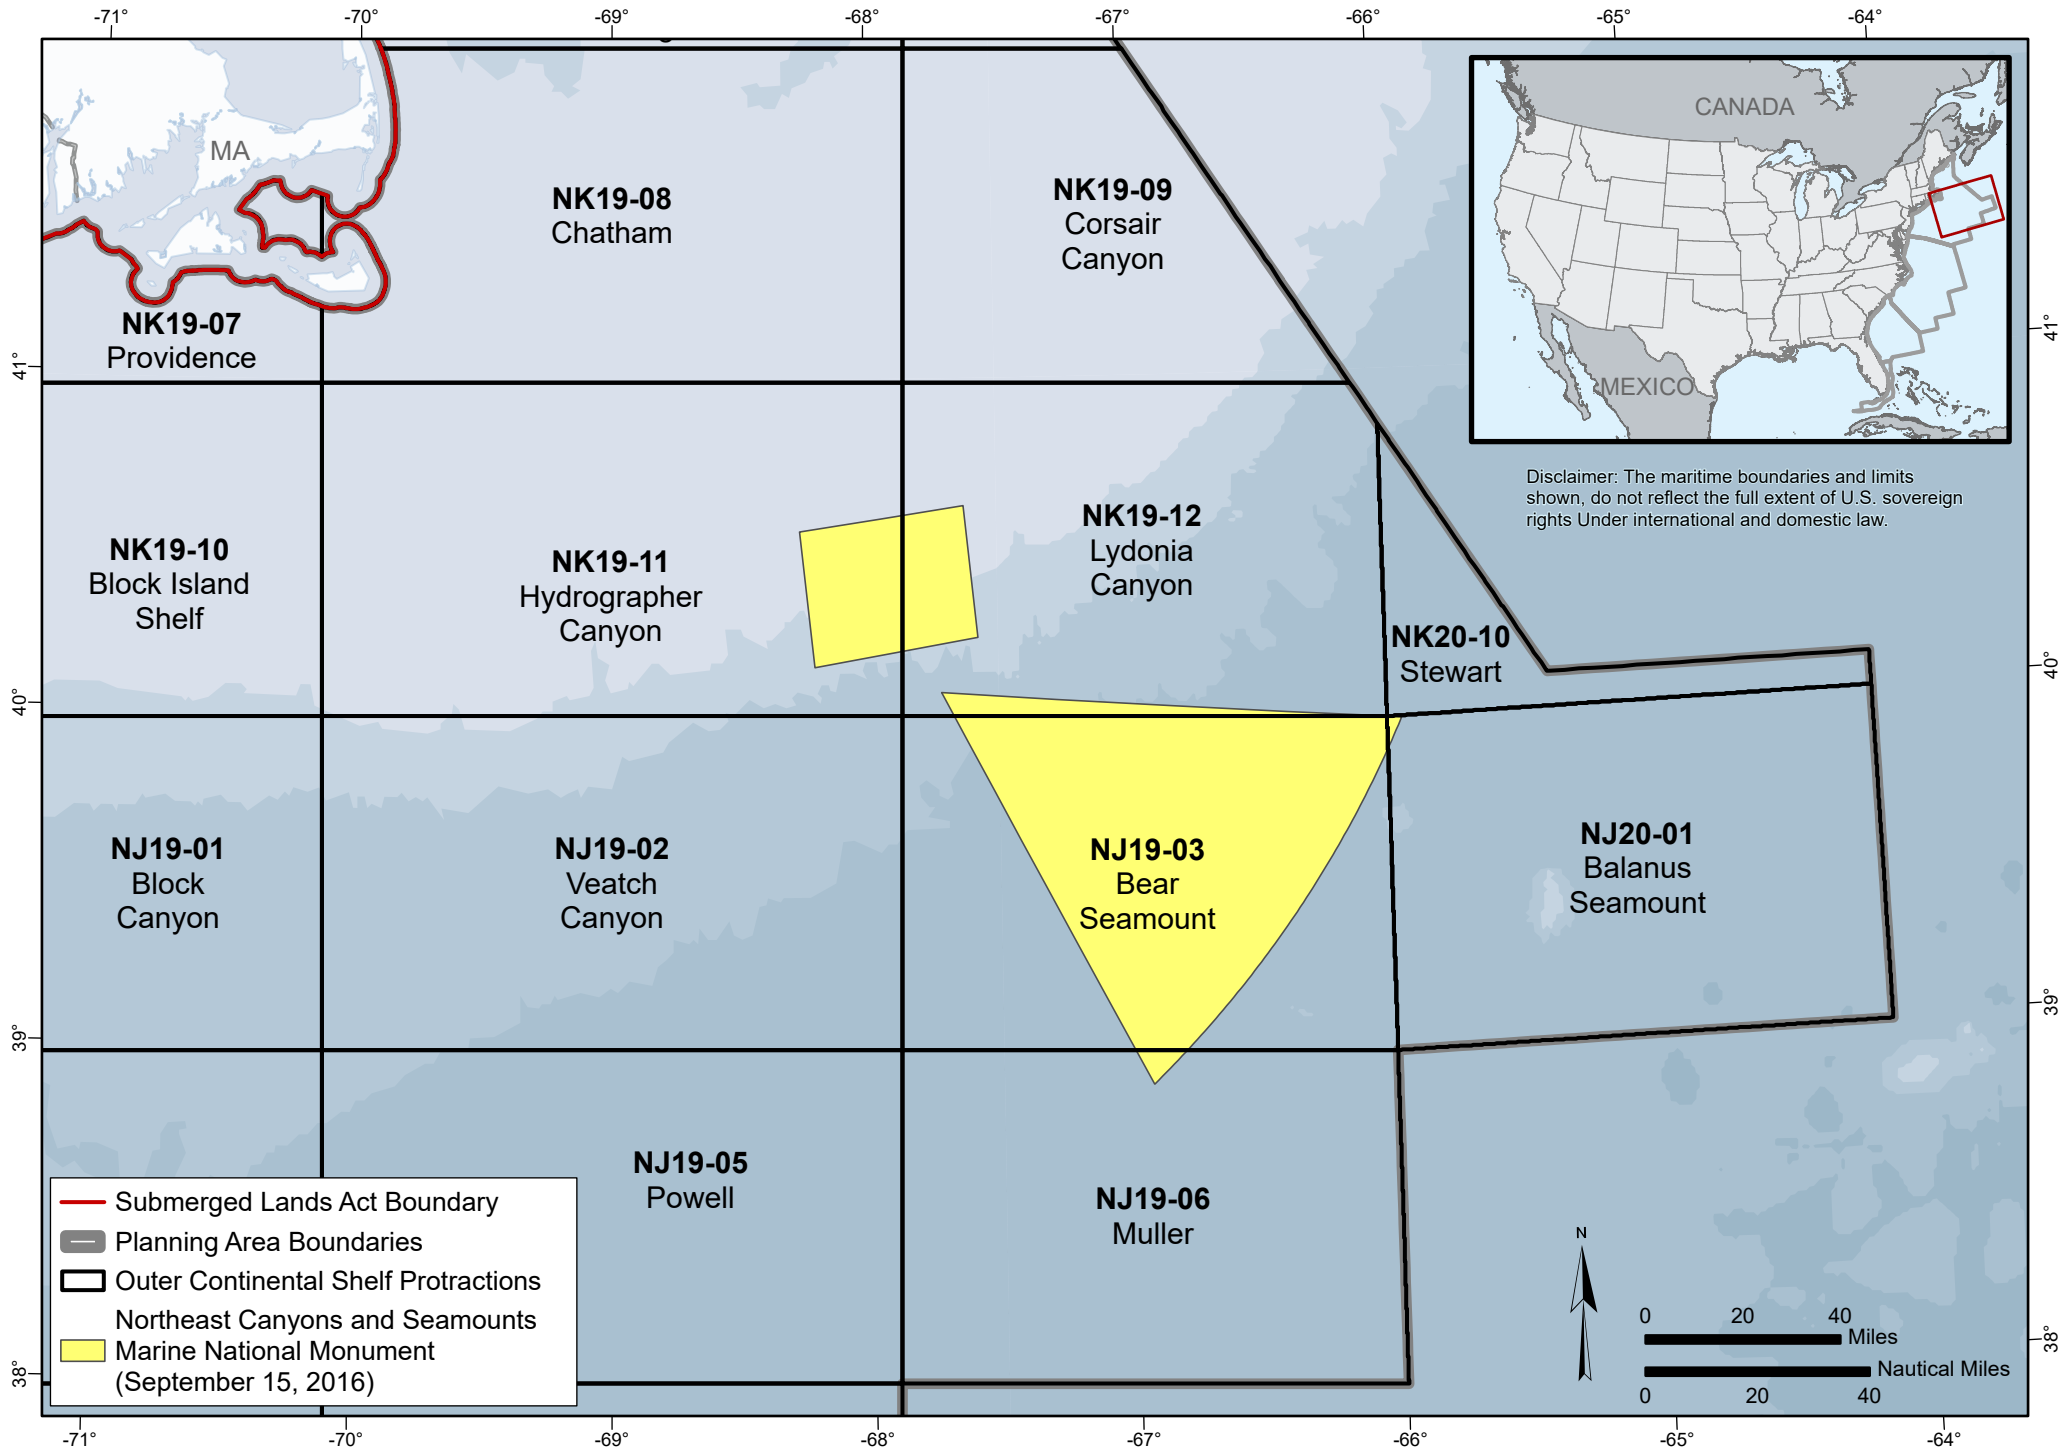 -71°
-70°
-69°
-68°
-67°
-66°
-65°
-64°
MA
CANADA
MEXICO
NK19-08
Chatham
NK19-09
Corsair
Canyon
NK19-07
Providence
41°
41°
Disclaimer: The maritime boundaries and limits
shown, do not reflect the full extent of U.S. sovereign
rights Under international and domestic law.
NK19-10
Block Island
Shelf
NK19-11
Hydrographer
Canyon
NK19-12
Lydonia
Canyon
NK20-10
Stewart
40°
40°
NJ19-01
Block
Canyon
NJ19-02
Veatch
Canyon
NJ19-03
Bear
Seamount
NJ20-01
Balanus
Seamount
39°
39°
NJ19-05
Powell
NJ19-06
Muller
Submerged Lands Act Boundary
Planning Area Boundaries
Outer Continental Shelf Protractions
Northeast Canyons and Seamounts
Marine National Monument
(September 15, 2016)
N
0 20 40
Miles
Nautical Miles
0 20 40
38°
38°
-71°
-70°
-69°
-68°
-67°
-66°
-65°
-64°